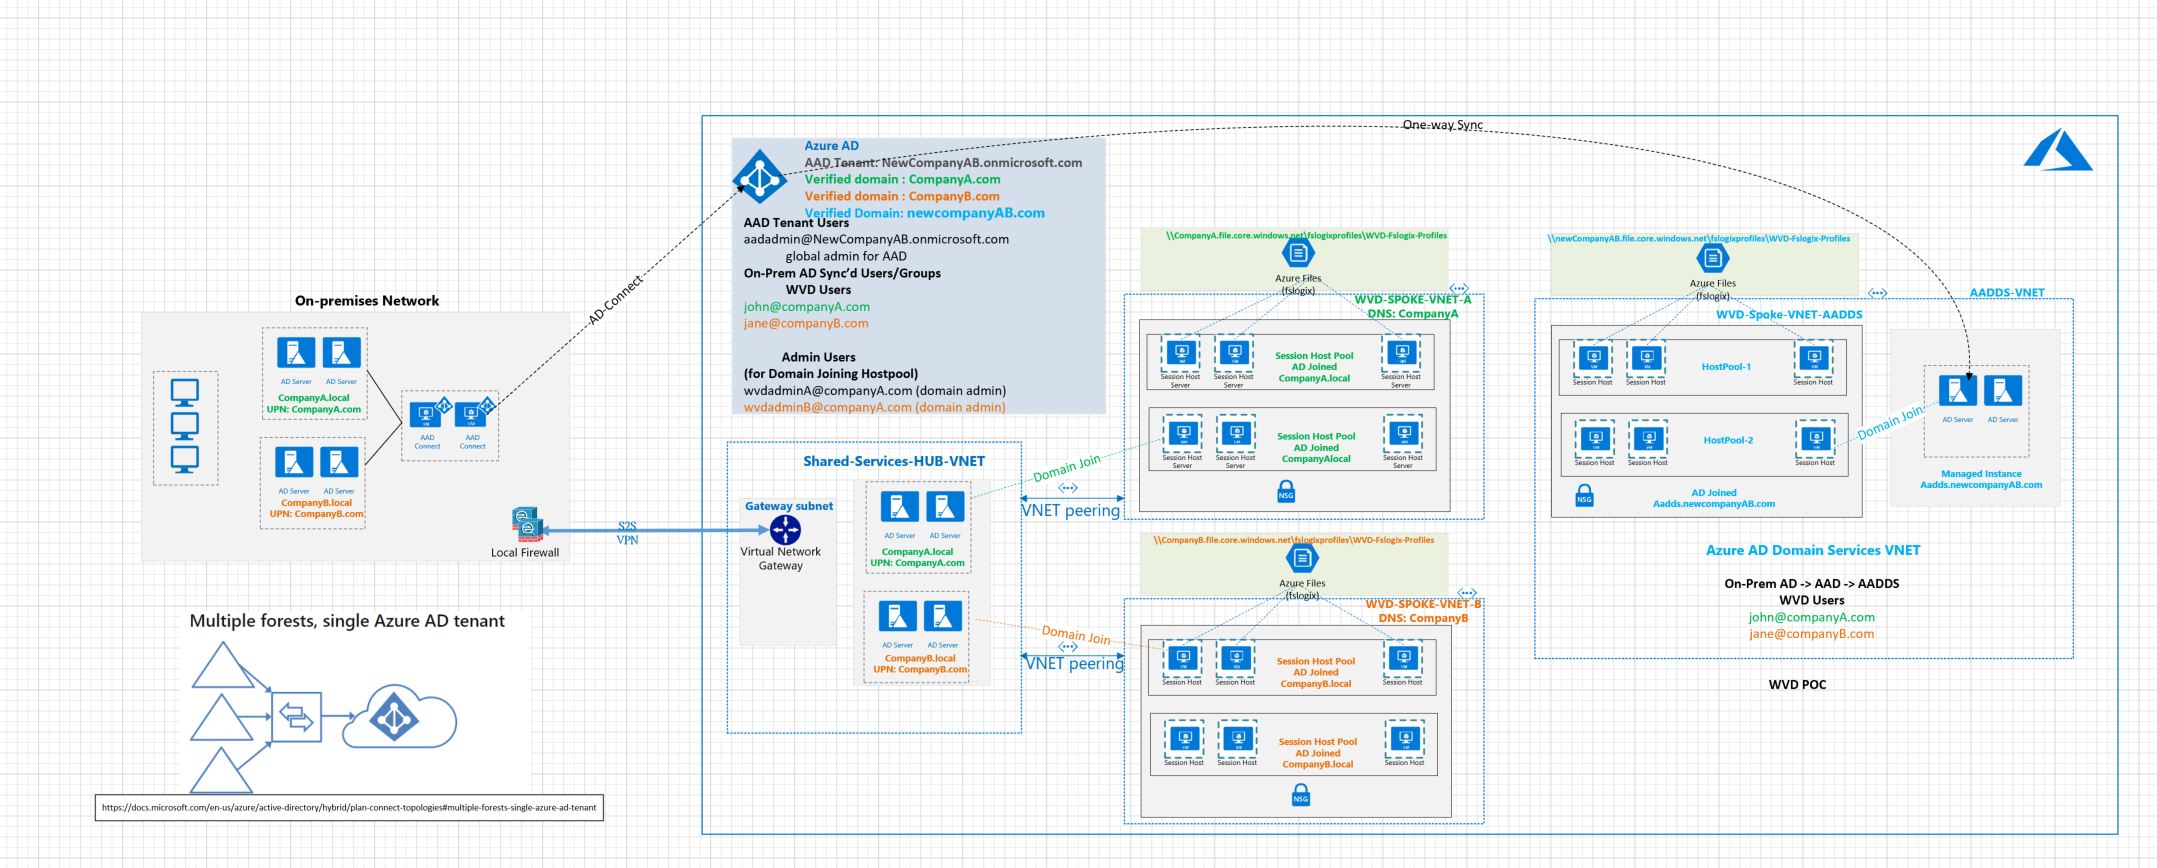 One-way Sync
Azure AD
AAD Tenant: NewCompanyAB.onmicrosoft.com
Verified domain : CompanyA.com
Verified domain : CompanyB.com
Verified Domain: newcompanyAB.com
AAD Tenant Users
aadadmin@NewCompanyAB.onmicrosoft.com
global admin for AAD
On-Prem AD Sync’d Users/Groups
WVD Users
john@companyA.com
jane@companyB.com
Admin Users
(for Domain Joining Hostpool)
wvdadminA@companyA.com (domain admin)
wvdadminB@companyA.com (domain admin)
AD-Connect
On-premises Network
AD Server
AD Server
CompanyA.local
UPN: CompanyA.com
AAD
Connect
AAD
Connect
AD Server
AD Server
CompanyB.local
UPN: CompanyB.com
Local Firewall
S2S
VPN
Shared-Services-HUB-VNET
Gateway subnet
Virtual Network
Gateway
AD Server
AD Server
CompanyA.local
UPN: CompanyA.com
AD Server
AD Server
CompanyB.local
UPN: CompanyB.com
Domain Join
VNET peering
Domain Join
VNET peering
\\CompanyA.file.core.windows.net\fslogixprofiles\WVD-Fslogix-Profiles
Azure Files
(fslogix)
WVD-SPOKE-VNET-A
DNS: CompanyA
VM
VM
VM
Session Host
Server
Session Host
Server
Session Host Pool
AD Joined
CompanyA.local
Session Host
Server
Session Host
Server
Session Host
Server
Session Host Pool
AD Joined
CompanyAlocal
Session Host
Server
NSG
\\CompanyB.file.core.windows.net\fslogixprofiles\WVD-Fslogix-Profiles
Azure Files
(fslogix)
WVD-SPOKE-VNET-B
DNS: CompanyB
Session Host
Session Host
Session Host Pool
AD Joined
CompanyB.local
Session Host
Session Host
Session Host
Session Host Pool
AD Joined
CompanyB.local
Session Host
NSG
\\newCompanyAB.file.core.windows.net\fslogixprofiles\WVD-Fslogix-Profiles
Azure Files
(fslogix)
AADDS-VNET
WVD-Spoke-VNET-AADDS
Session Host
Session Host
HostPool-1
Session Host
Session Host
Session Host
HostPool-2
Session Host
NSG
AD Joined
Aadds.newcompanyAB.com
Domain Join
AD Server
AD Server
Managed Instance
Aadds.newcompanyAB.com
Azure AD Domain Services VNET
On-Prem AD -> AAD -> AADDS
WVD Users
john@companyA.com
jane@companyB.com
WVD POC
Multiple forests, single Azure AD tenant
https://docs.microsoft.com/en-us/azure/active-directory/hybrid/plan-connect-topologies#multiple-forests-single-azure-ad-tenant